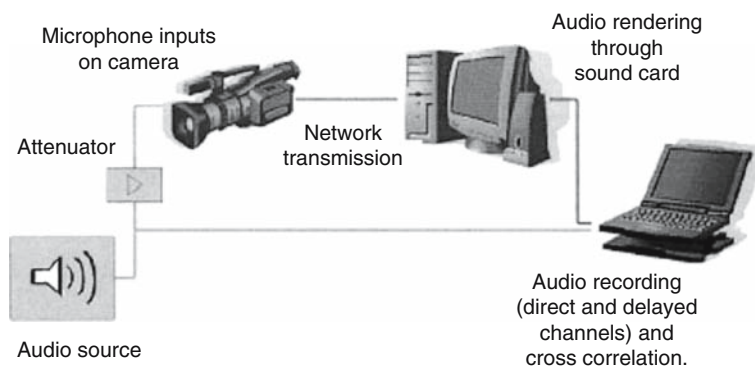 Microphone inputs
on camera
Audio rendering
through
sound card
Attenuator
Network
transmission
Audio source
Audio recording
(direct and delayed
channels) and
cross correlation.